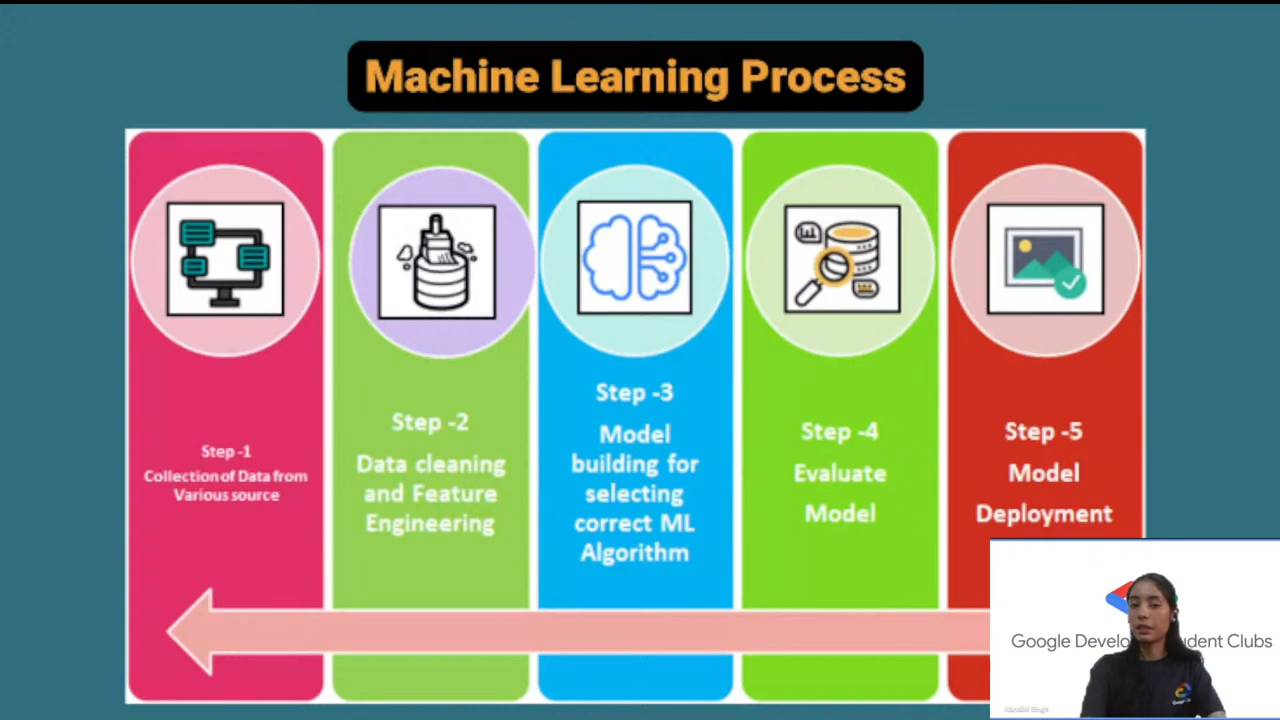 Machine Learning Process
Step -1
Collection of Data from
Various source
Step -2
Data cleaning
and Feature
Engineering
Step -3
Model
building for
selecting
correct ML
Algorithm
Step -4
Evaluate
Model
Step -5
Model
Deployment
Google Develo
udent Clubs